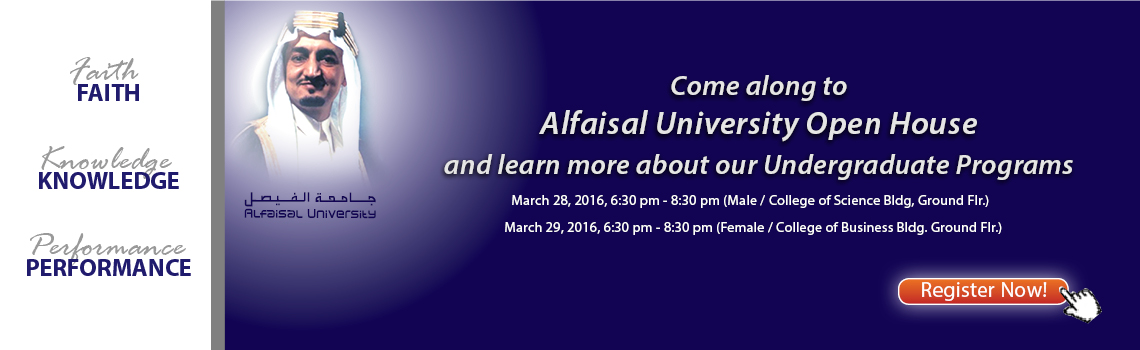 Faith
FAITH
Knowledge
KNOWLEDGE
Performance
PERFORMANCE
جامعة الفيصل
Alfaisal University
Come along to
Alfaisal University Open House
and learn more about our Undergraduate Programs
March 28, 2016, 6:30 pm - 8:30 pm (Male / College of Science Bldg, Ground Flr.)
March 29, 2016, 6:30 pm - 8:30 pm (Female / College of Business Bldg. Ground Flr.)
Register Now!